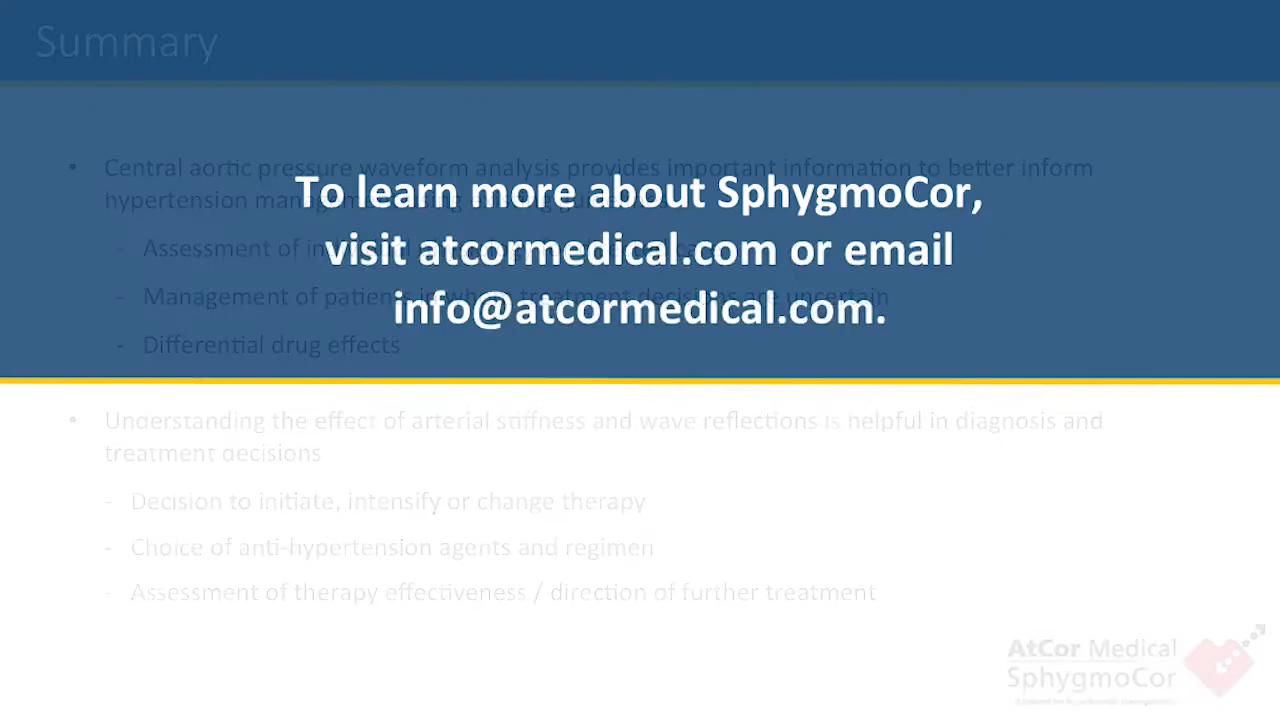 Summary
• Central aortic pressure waveform analysis provides important information to better inform
hypertension management using existing guidelines
- Assessment of individual
- Management of patients in whom treatment decisions are uncertain
- Differential drug effects
To learn more about SphygmoCor,
visit atcormedical.com or email
info@atcormedical.com.
• Understanding the effect of arterial stiffness and wave reflections is helpful in diagnosis and
treatment decisions
- Decision to initiate, intensify or change therapy
- Choice of anti-hypertension agents and regimen
- Assessment of therapy effectiveness / direction of further treatment
AtCor Medical
SphygmoCor